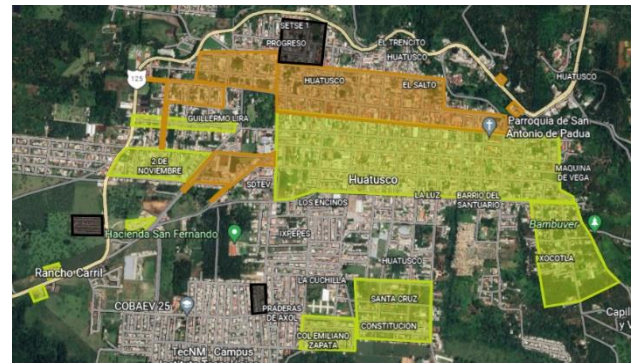 SETSE 1
PROGRESO
EL TRENCITO
HUATUSCO
125
HUATUSCO
EL SALTO
HUATUSCO
GUILLERMO LIRA
Parroquia de San
Antonio de Padua
2 DE
NOVIEMBRE
SDTEV
Huatusco
MAQUINA
DE VEGA
LOS ENCINOS
LA LUZ
BARRIO DEL
SANTUARIO
Bambuver
Hacienda San Fernando
IXPEPES
HUATUSCO
XOCOTLA
Rancho Carril
LA CUCHILLA
SANTA CRUZ
COBAEV 25
PRADERAS
DE AXOL
CONSTITUCION
COL EMILIANO
ZAPATA
TecNM - Campus
Capil
y V